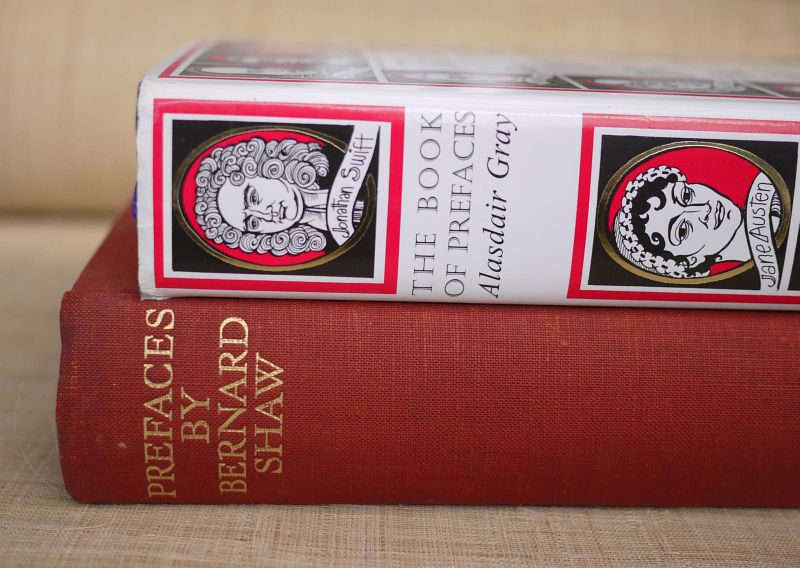 Jonathan Swift
THE BOOK
OF PREFACES
Alasdair Gray
Jane Austen
PREFACES
BY
BERNARD
SHAW